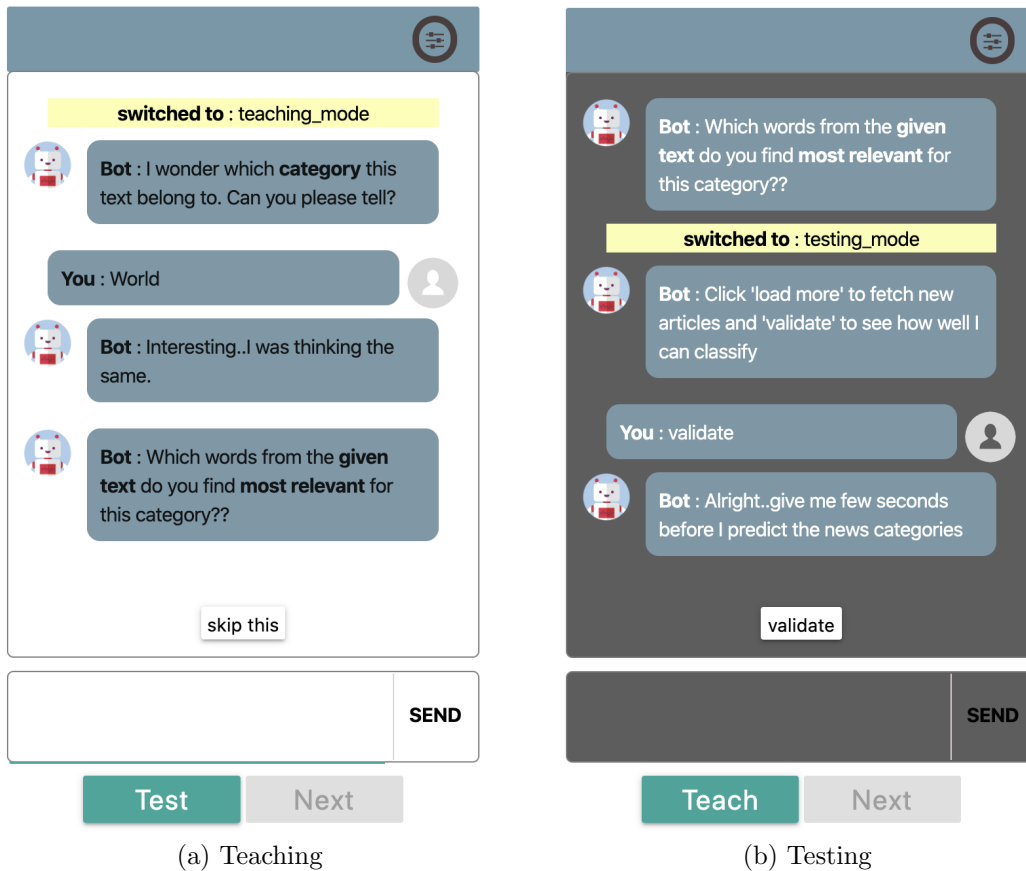 switched to : teaching_mode
Bot : I wonder which category this
text belong to. Can you please tell?
You : World
Bot : Interesting..I was thinking the
same.
Bot : Which words from the given
text do you find most relevant for
this category??
skip this
SEND
Test
Next
(a) Teaching
Bot : Which words from the given
text do you find most relevant for
this category??
switched to : testing_mode
Bot : Click 'load more' to fetch new
articles and 'validate' to see how well I
can classify
You : validate
Bot : Alright..give me few seconds
before I predict the news categories
validate
SEND
Teach
Next
(b) Testing